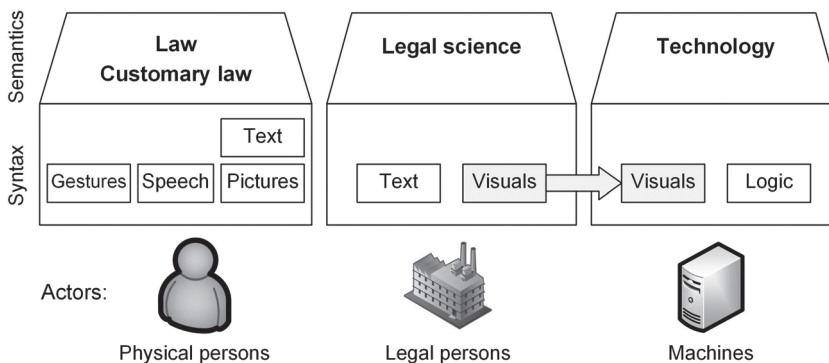 Semantics
Law
Customary law
Legal science
Technology
Syntax
Text
Gestures
Speech
Pictures
Text
Visuals
Visuals
Logic
Actors:
Physical persons
Legal persons
Machines